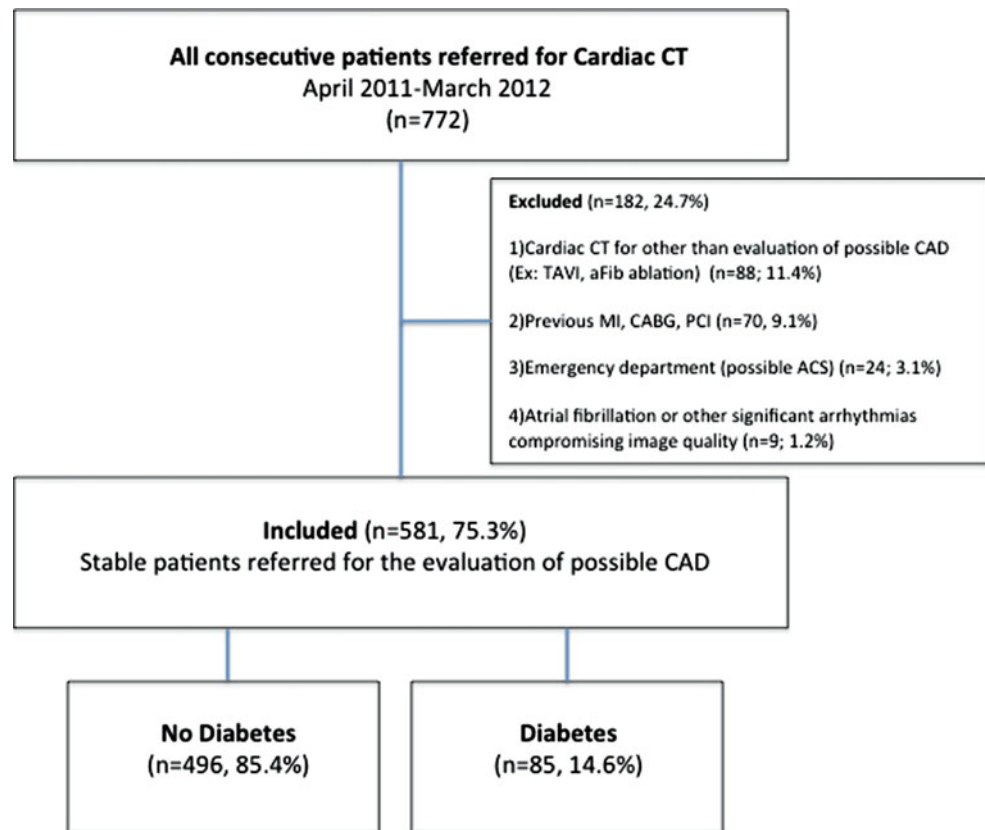 All consecutive patients referred for Cardiac CT
April 2011-March 2012
(n=772)
Excluded (n=182, 24.7%)
1)Cardiac CT for other than evaluation of possible CAD
(Ex: TAVI, aFib ablation) (n=88; 11.4%)
2)Previous MI, CABG, PCI (n=70, 9.1%)
3)Emergency department (possible ACS) (n=24; 3.1%)
4)Atrial fibrillation or other significant arrhythmias
compromising image quality (n=9; 1.2%)
Included (n=581, 75.3%)
Stable patients referred for the evaluation of possible CAD
No Diabetes
(n=496, 85.4%)
Diabetes
(n=85, 14.6%)